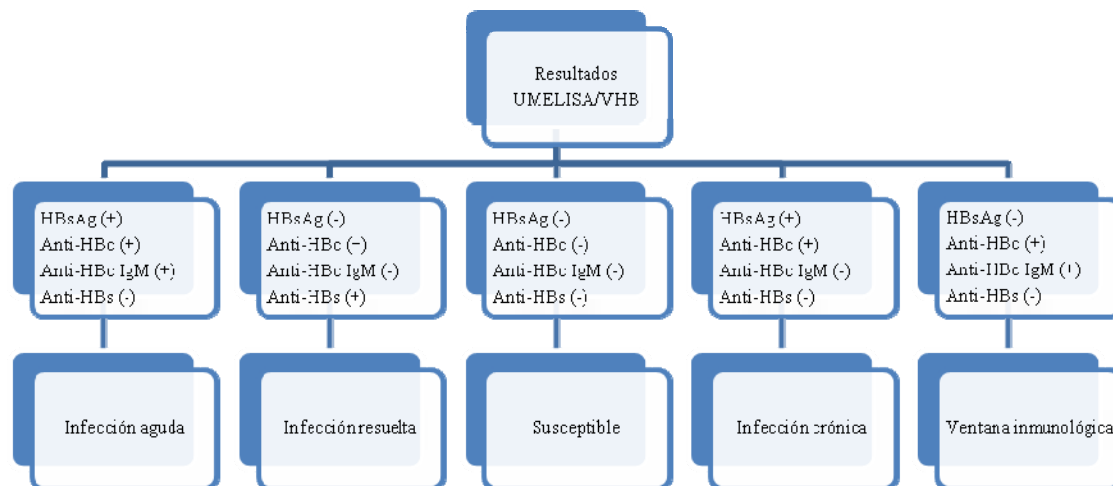 Resultados
UMELISA/VHB
HBsAg (+)
Anti-HBc (+)
Anti-HBc IgM (+)
Anti-HBs (-)
HBsAg (-)
Anti-HBc (+)
Anti-HBc IgM (-)
Anti-HBs (+)
HBsAg (-)
Anti-HBc (-)
Anti-HBc IgM (-)
Anti-HBs (-)
HBsAg (+)
Anti-HBc (+)
Anti-HBc IgM (-)
Anti-HBs (-)
HBsAg (-)
Anti-HBc (+)
Anti-HBc IgM (+)
Anti-HBs (-)
Infección aguda
Infección resuelta
Susceptible
Infección crónica
Ventana inmunológica